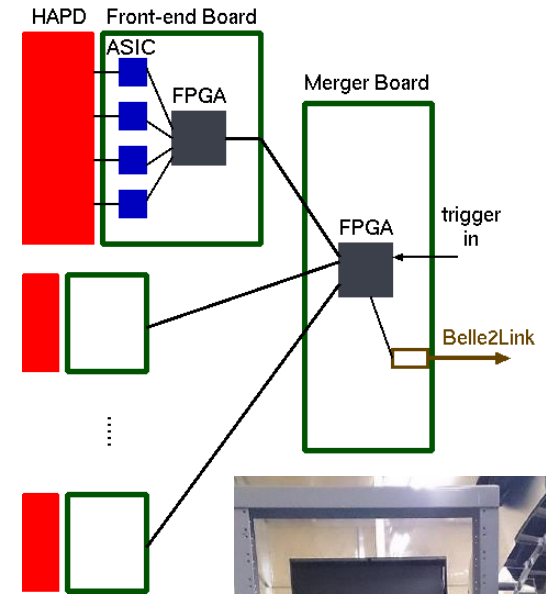 HAPD
Front-end Board
ASIC
FPGA
Merger Board
FPGA
trigger
in
Belle2Link